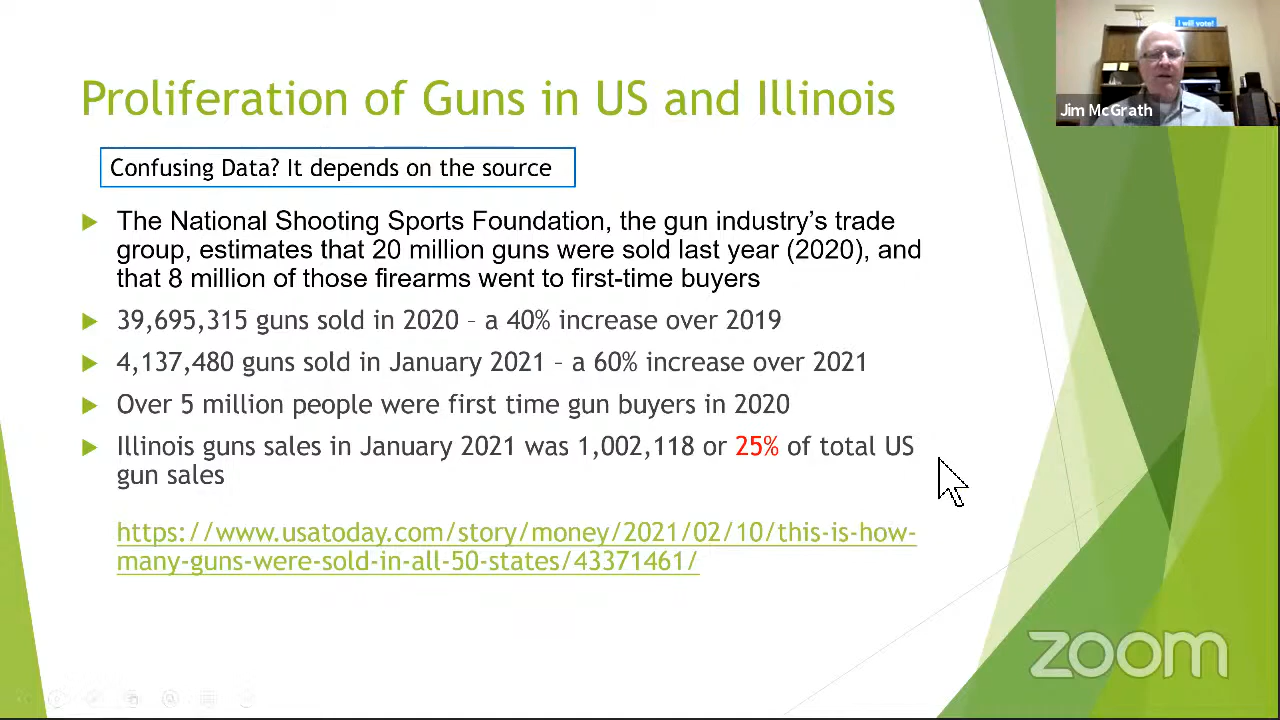 I will vote!
Jim McGrath
Proliferation of Guns in US and Illinois
Confusing Data? It depends on the source
The National Shooting Sports Foundation, the gun industry's trade
group, estimates that 20 million guns were sold last year (2020), and
that 8 million of those firearms went to first-time buyers
39,695,315 guns sold in 2020 – a 40% increase over 2019
4,137,480 guns sold in January 2021 – a 60% increase over 2021
Over 5 million people were first time gun buyers in 2020
Illinois guns sales in January 2021 was 1,002,118 or 25% of total US
gun sales
https://www.usatoday.com/story/money/2021/02/10/this-is-how-
many-guns-were-sold-in-all-50-states/43371461/
zoom